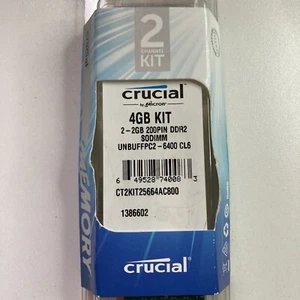 2
KIT
crucial
by Micron
4GB KIT
2-2GB 200PIN DDR2
SODIMM
UNBUFFPC2-6400 CL6
6 49528 74008 3
CT2KIT25664AC800
1386602
MEMORY
crucial